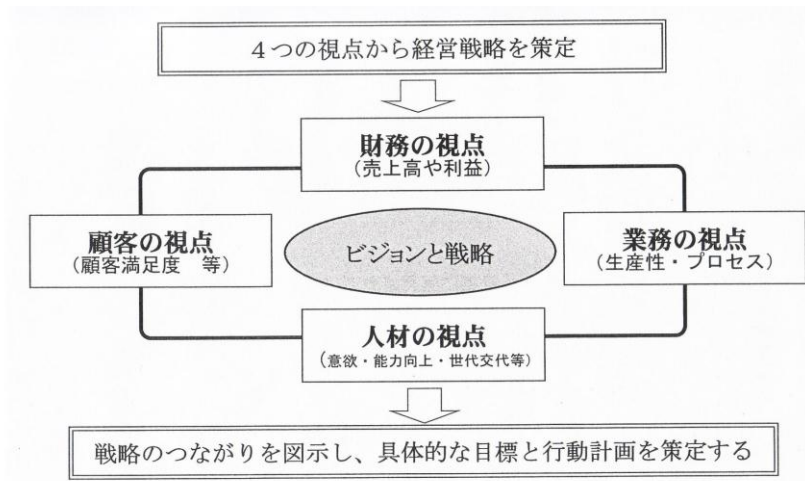 ４つの視点から経営戦略を策定
財務の視点
（売上高や利益）
顧客の視点
（顧客満足度　等）
ビジョンと戦略
業務の視点
（生産性・プロセス）
人材の視点
（意欲・能力向上・世代交代等）
戦略のつながりを図示し、具体的な目標と行動計画を策定する